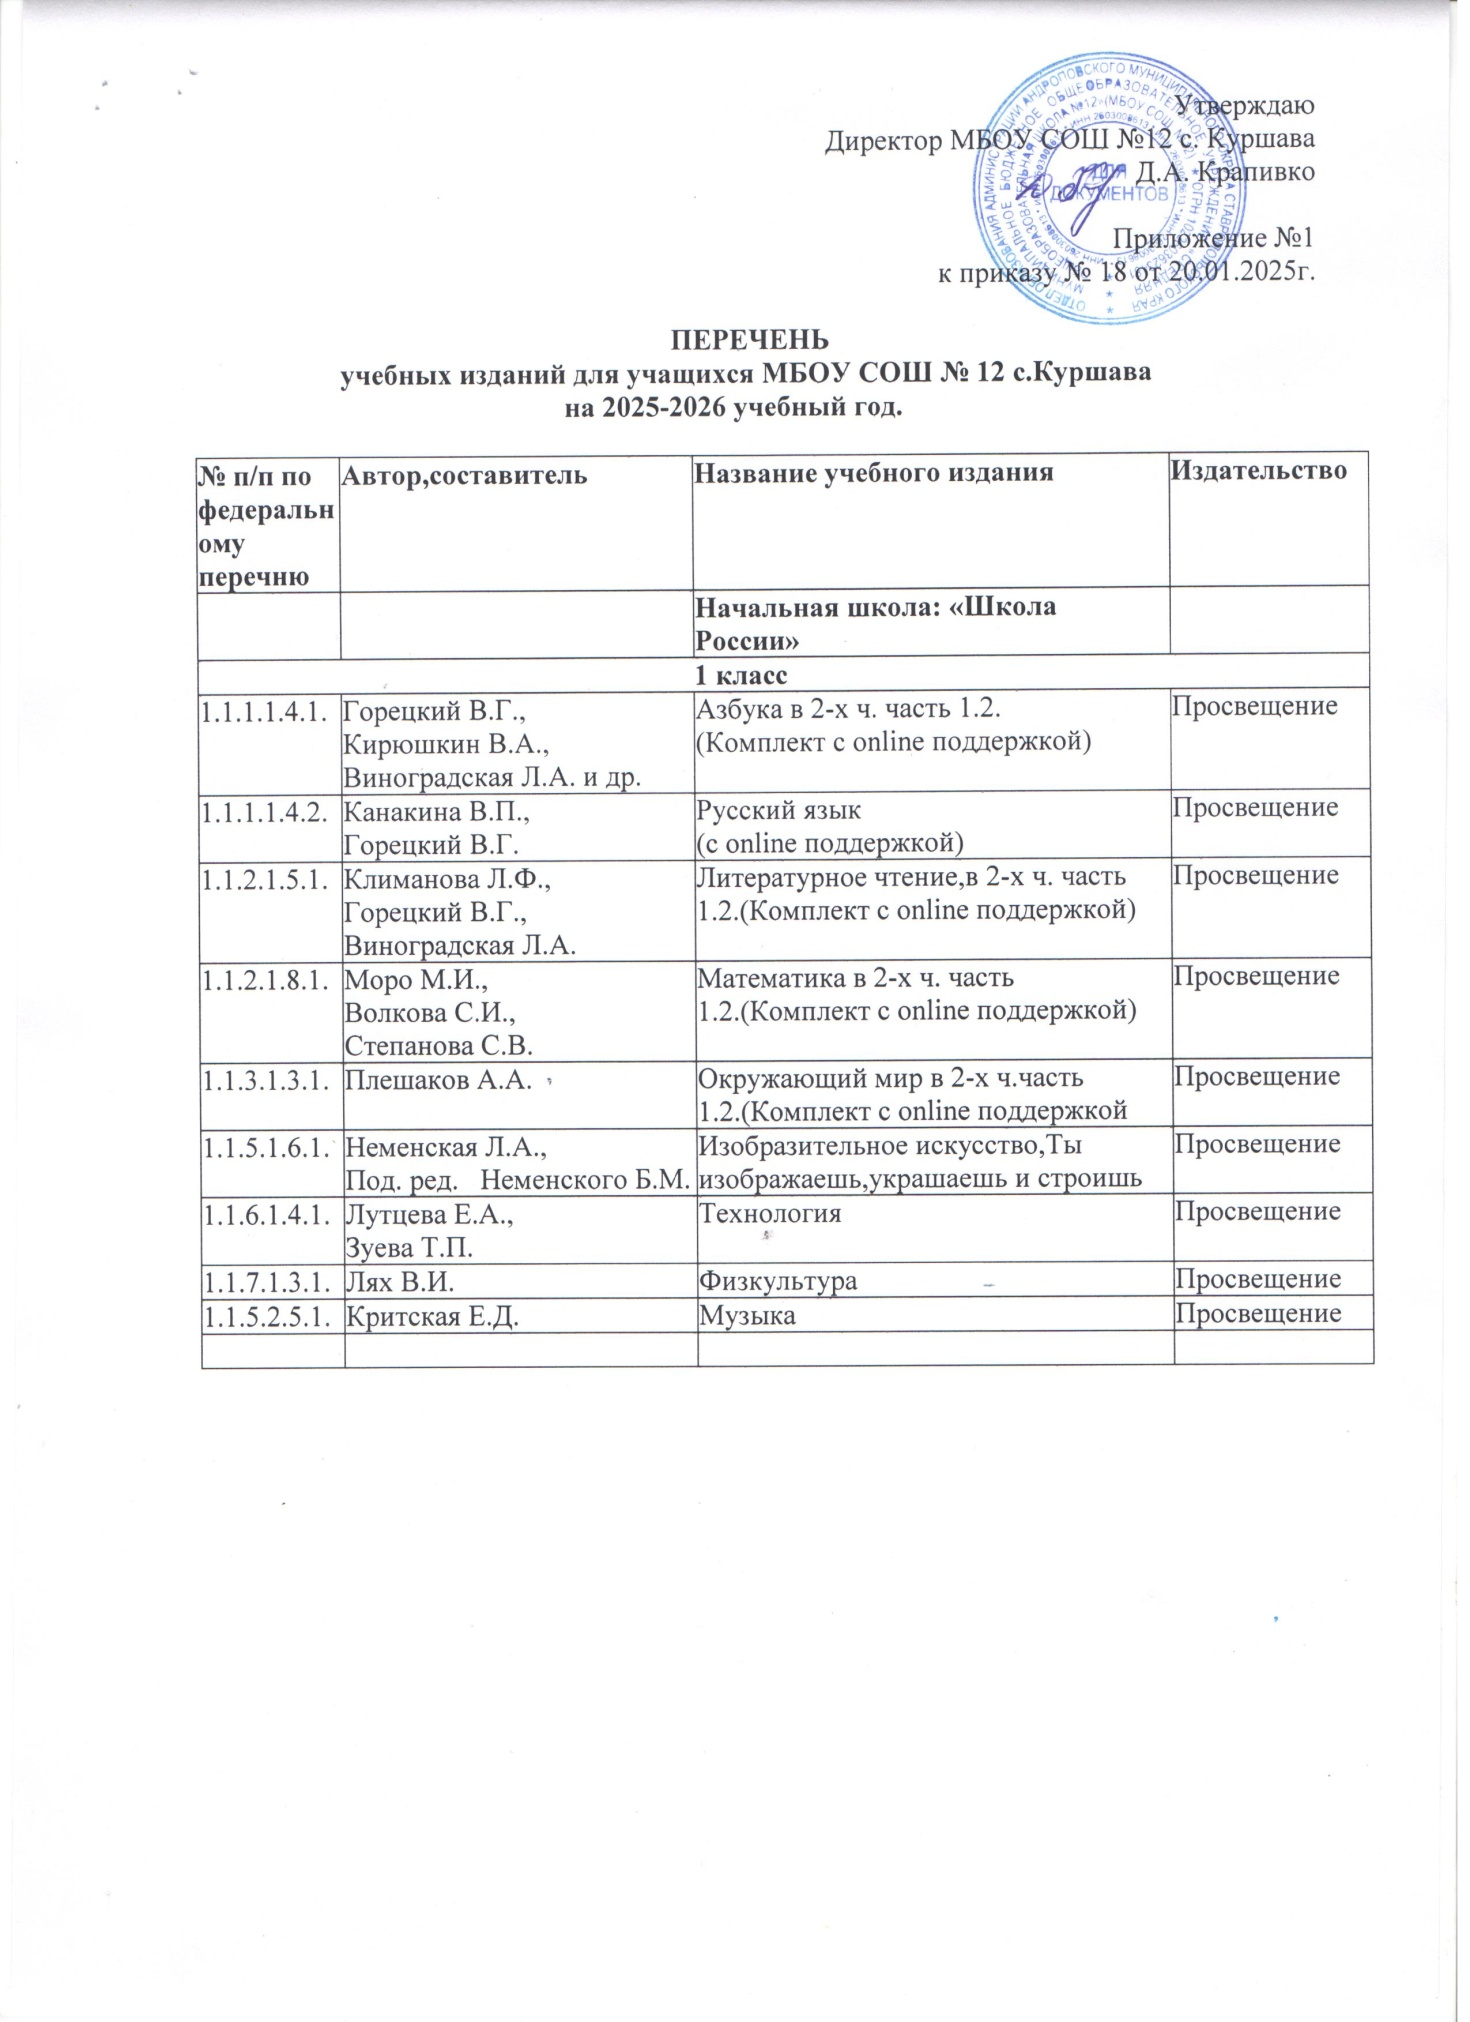 Утверждаю
Директор МБОУ СОШ №12 с. Куршава
Д.А. Крапивко
ДЛЯ
ДОКУМЕНТОВ
Приложение №1
к приказу № 18 от 20.01.2025г.
ПЕРЕЧЕНЬ
учебных изданий для учащихся МБОУ СОШ № 12 с.Куршава
на 2025-2026 учебный год.
№ п/п по
федеральн
ому
перечню
Автор,составитель
Название учебного издания
Издательство
Начальная школа: «Школа
России»
1 класс
1.1.1.1.4.1.
Горецкий В.Г.,
Кирюшкин В.А.,
Виноградская Л.А. и др.
Азбука в 2-х ч. часть 1.2.
(Комплект с online поддержкой)
Просвещение
1.1.1.1.4.2.
Канакина В.П.,
Горецкий В.Г.
Русский язык
(с online поддержкой)
Просвещение
1.1.2.1.5.1.
Климанова Л.Ф.,
Горецкий В.Г.,
Виноградская Л.А.
Литературное чтение,в 2-х ч. часть
1.2.(Комплект с online поддержкой)
Просвещение
1.1.2.1.8.1.
Моро М.И.,
Волкова С.И.,
Степанова С.В.
Математика в 2-х ч. часть
1.2.(Комплект с online поддержкой)
Просвещение
1.1.3.1.3.1.
Плешаков А.А.
Окружающий мир в 2-х ч.часть
1.2.(Комплект с online поддержкой
Просвещение
1.1.5.1.6.1.
Неменская Л.А.,
Под. ред. Неменского Б.М.
Изобразительное искусство,Ты
изображаешь,украшаешь и строишь
Просвещение
1.1.6.1.4.1.
Лутцева Е.А.,
Зуева Т.П.
Технология
Просвещение
1.1.7.1.3.1.
Лях В.И.
Физкультура
Просвещение
1.1.5.2.5.1.
Критская Е.Д.
Музыка
Просвещение